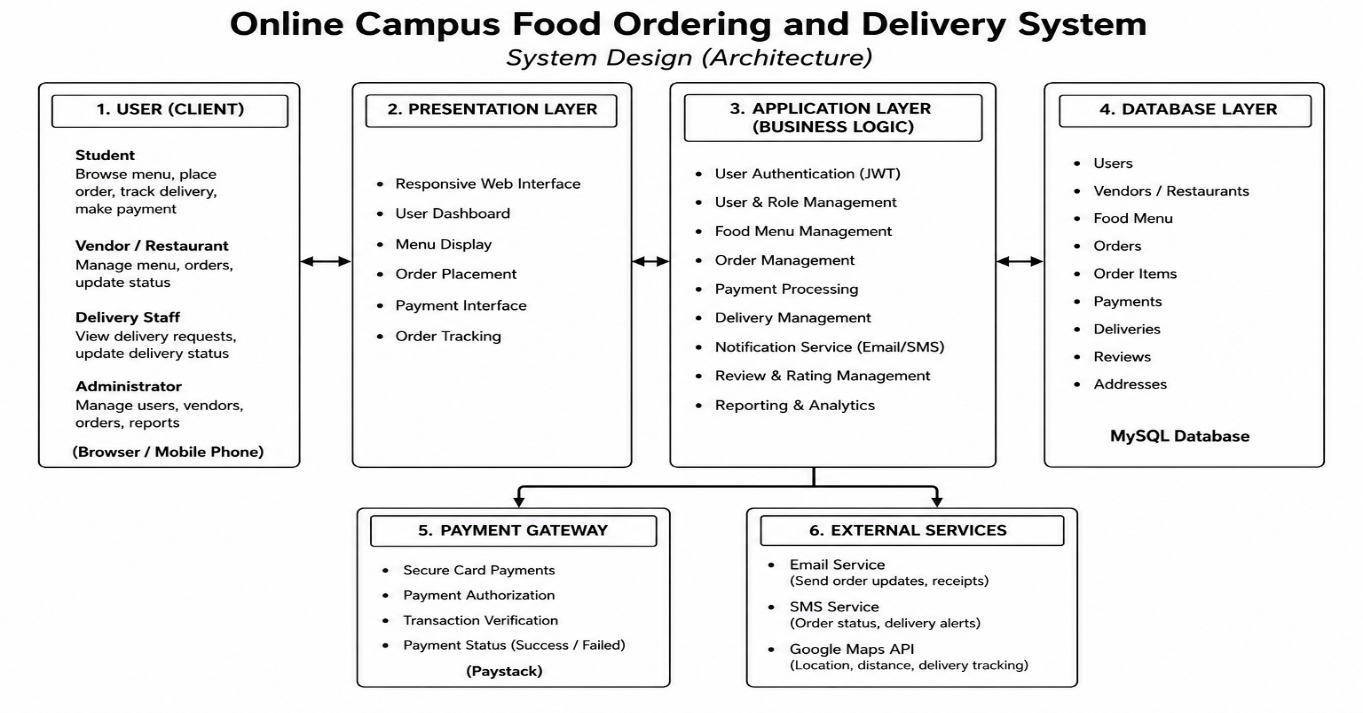 Online Campus Food Ordering and Delivery System
System Design (Architecture)
1. USER (CLIENT)
Student
Browse menu, place
order, track delivery,
make payment
Vendor / Restaurant
Manage menu, orders,
update status
Delivery Staff
View delivery requests,
update delivery status
Administrator
Manage users, vendors,
orders, reports
(Browser / Mobile Phone)
2. PRESENTATION LAYER
• Responsive Web Interface
• User Dashboard
• Menu Display
• Order Placement
• Payment Interface
• Order Tracking
3. APPLICATION LAYER
(BUSINESS LOGIC)
• User Authentication (JWT)
• User & Role Management
• Food Menu Management
• Order Management
• Payment Processing
• Delivery Management
• Notification Service (Email/SMS)
• Review & Rating Management
• Reporting & Analytics
4. DATABASE LAYER
• Users
• Vendors / Restaurants
• Food Menu
• Orders
• Order Items
• Payments
• Deliveries
• Reviews
• Addresses
MySQL Database
5. PAYMENT GATEWAY
• Secure Card Payments
• Payment Authorization
• Transaction Verification
• Payment Status (Success / Failed)
(Paystack)
6. EXTERNAL SERVICES
• Email Service
(Send order updates, receipts)
• SMS Service
(Order status, delivery alerts)
• Google Maps API
(Location, distance, delivery tracking)